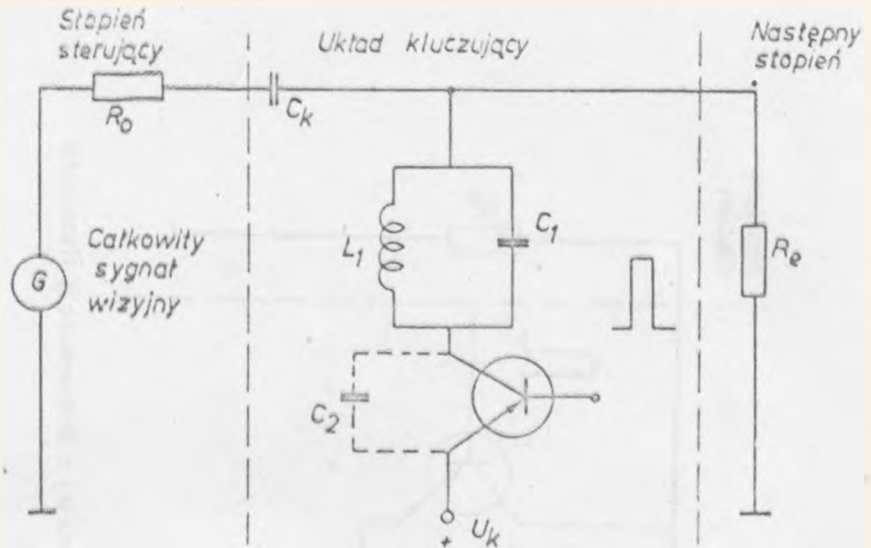 Stopień
sterujący
Układ kluczujący
Następny
stopień
R₀
Cₖ
L₁
C₁
Całkowity
sygnał
wizyjny
G
Rₑ
C₂
Uₖ
+